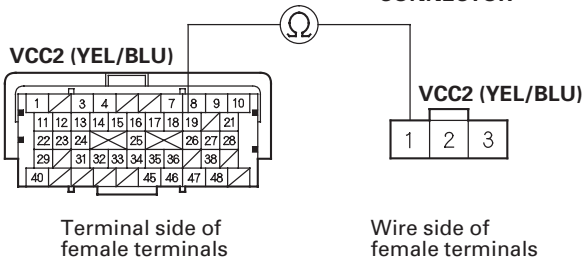 VCC2 (YEL/BLU)
Ω
1 3 4 7 8 9 10
11 12 13 14 15 16 17 18 19 21
22 23 24 25 26 27 28
29 31 32 33 34 35 36 38
40 45 46 47 48
Terminal side of
female terminals
VCC2 (YEL/BLU)
1 2 3
Wire side of
female terminals